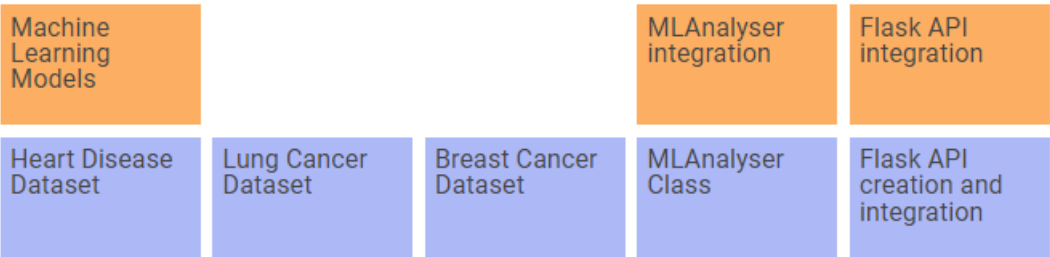 Machine
Learning
Models
MLAnalyser
integration
Flask API
integration
Heart Disease
Dataset
Lung Cancer
Dataset
Breast Cancer
Dataset
MLAnalyser
Class
Flask API
creation and
integration